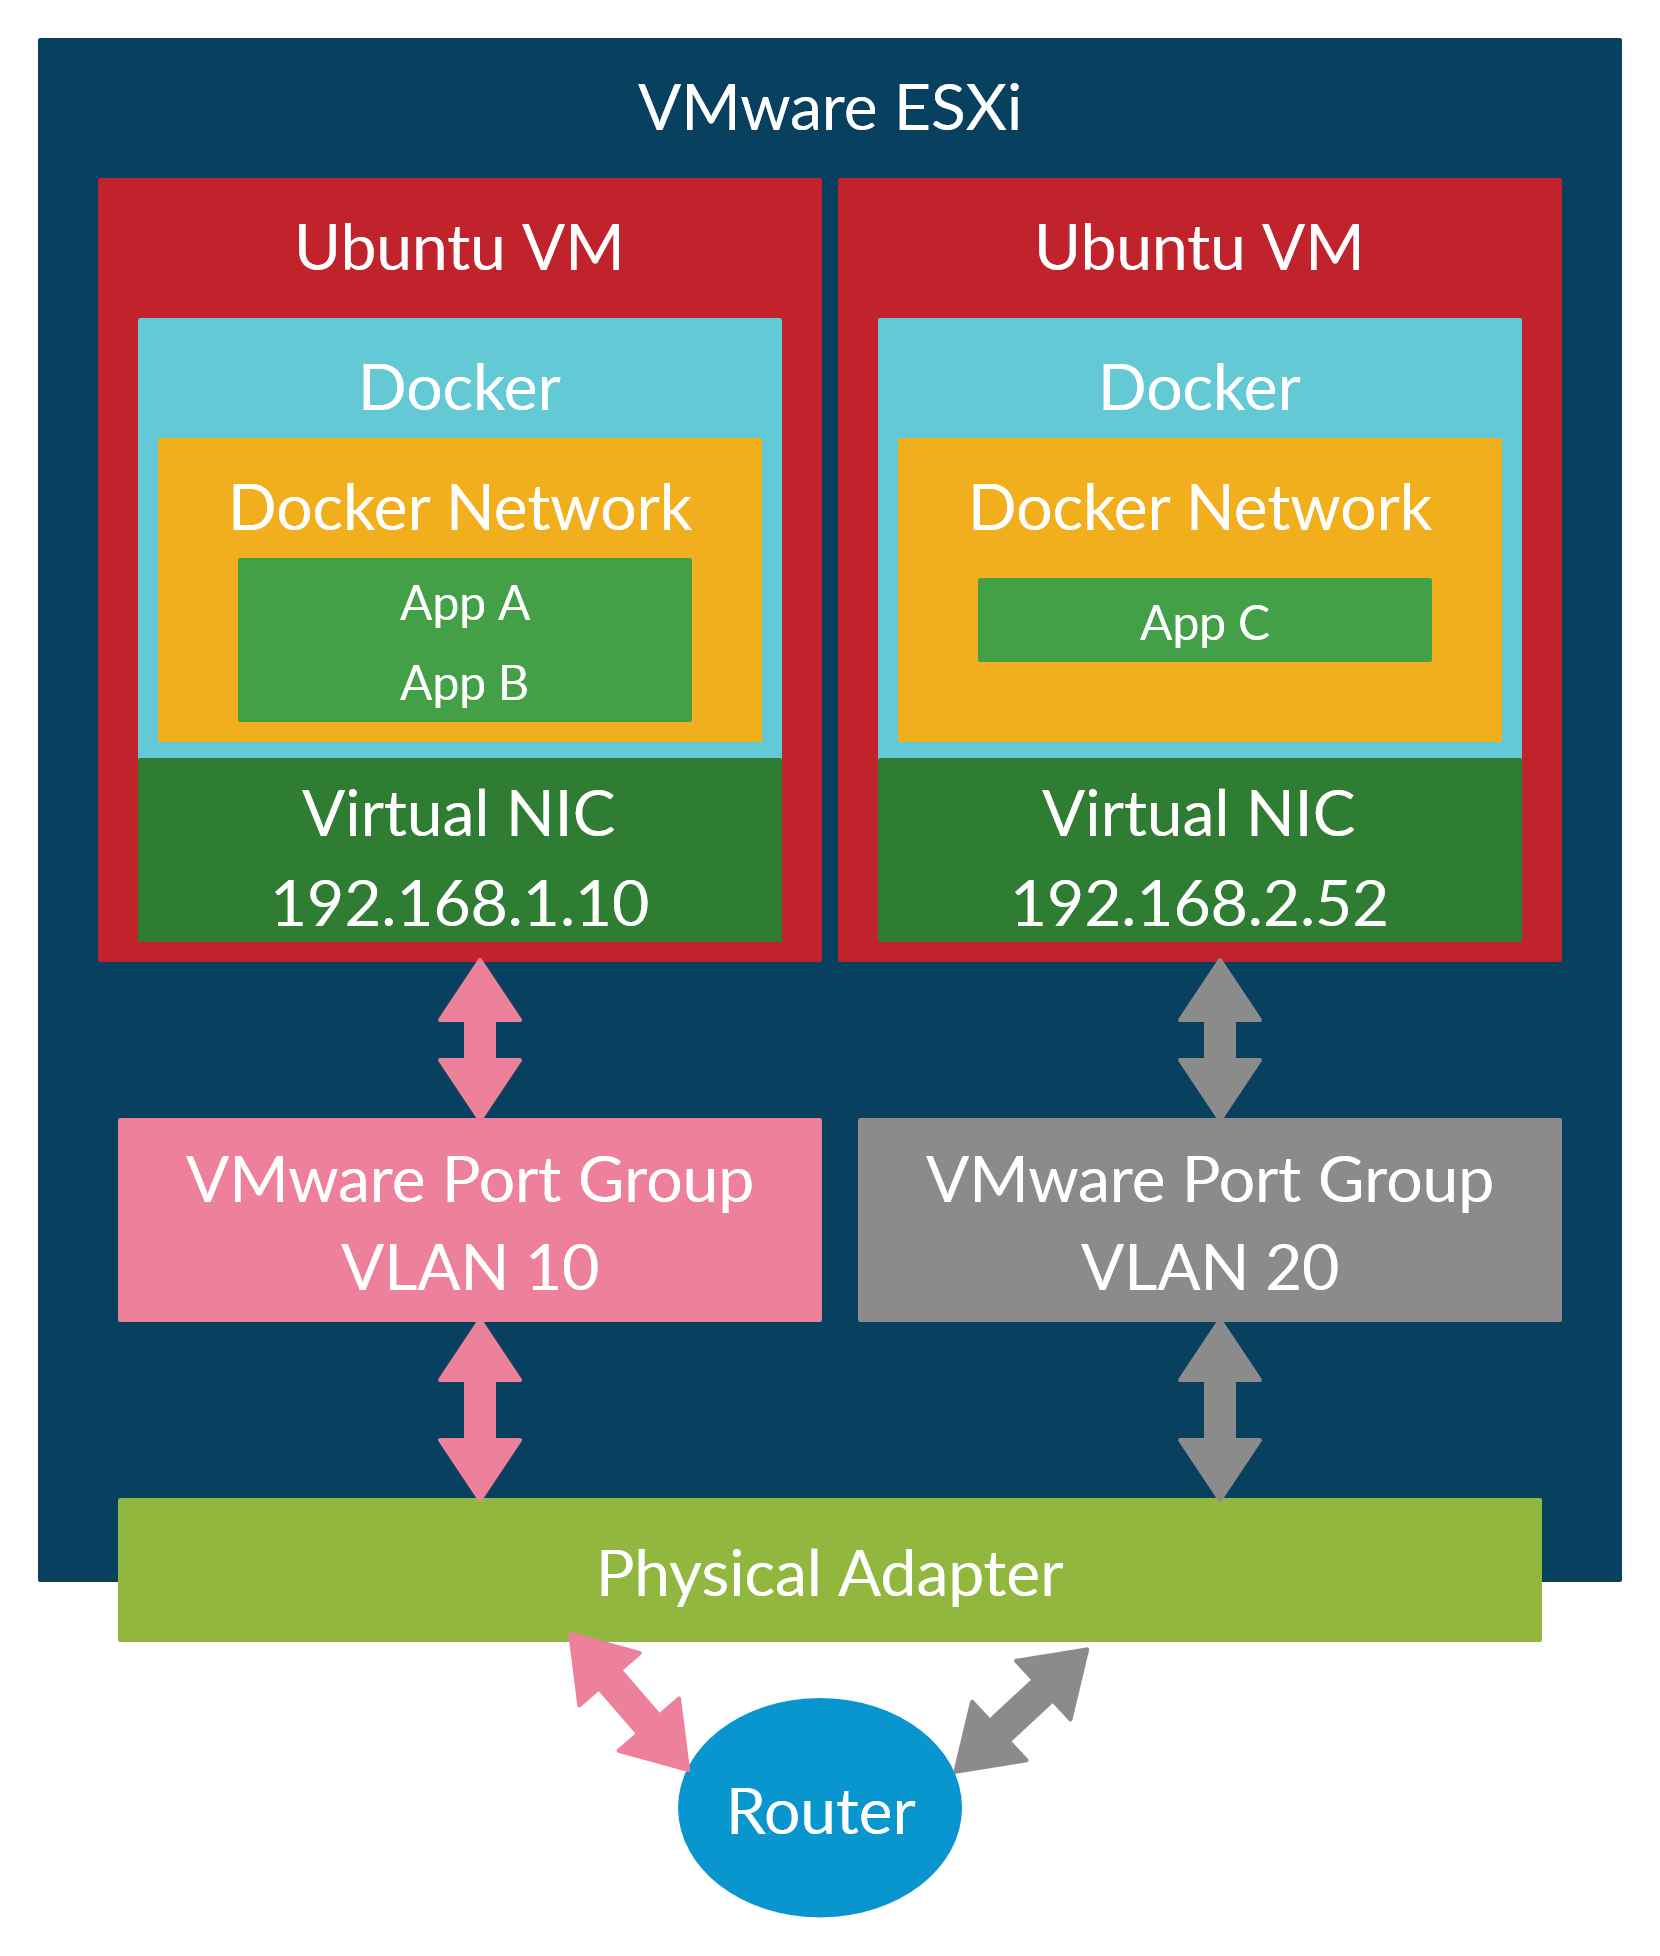 VMware ESXi
Ubuntu VM
Docker
Docker Network
App A
App B
Virtual NIC
192.168.1.10
Ubuntu VM
Docker
Docker Network
App C
Virtual NIC
192.168.2.52
VMware Port Group
VLAN 10
VMware Port Group
VLAN 20
Physical Adapter
Router